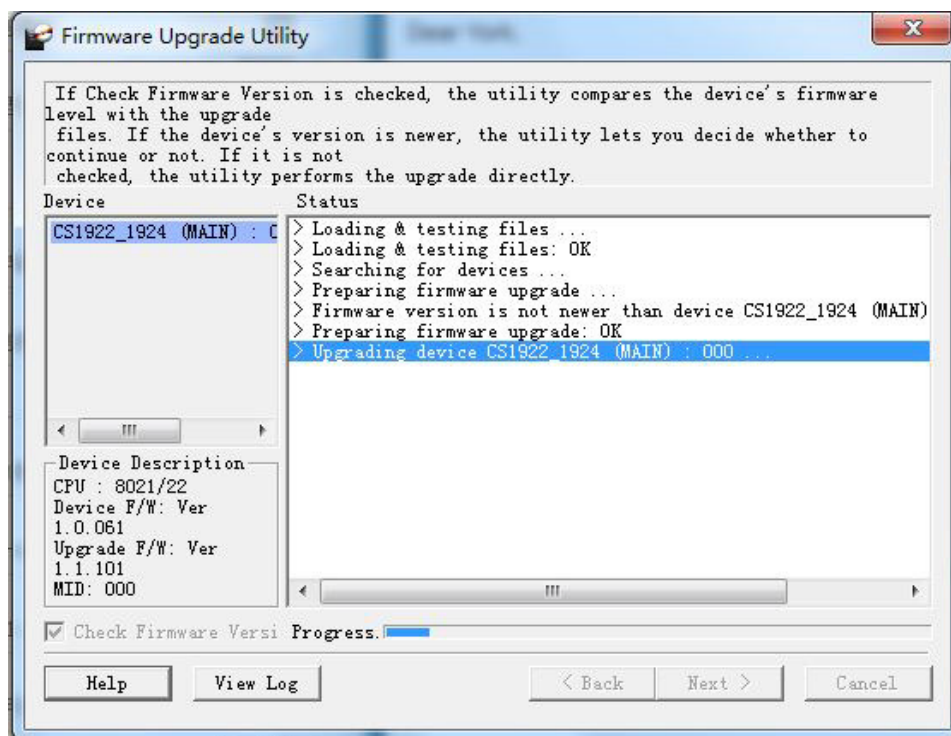 Firmware Upgrade Utility
Dear York,
If Check Firmware Version is checked, the utility compares the device's firmware
level with the upgrade
files. If the device's version is newer, the utility lets you decide whether to
continue or not. If it is not
checked, the utility performs the upgrade directly.
Device
Status
CS1922_1924 (MAIN) : 0
> Loading & testing files ...
> Loading & testing files: OK
> Searching for devices ...
> Preparing firmware upgrade ...
> Firmware version is not newer than device CS1922_1924 (MAIN)
> Preparing firmware upgrade: OK
> Upgrading device CS1922_1924 (MAIN) : 000 ...
Device Description
CPU : 8021/22
Device F/W: Ver
1.0.061
Upgrade F/W: Ver
1.1.101
MID: 000
Check Firmware Versi
Progress.
Help
View Log
< Back
Next >
Cancel